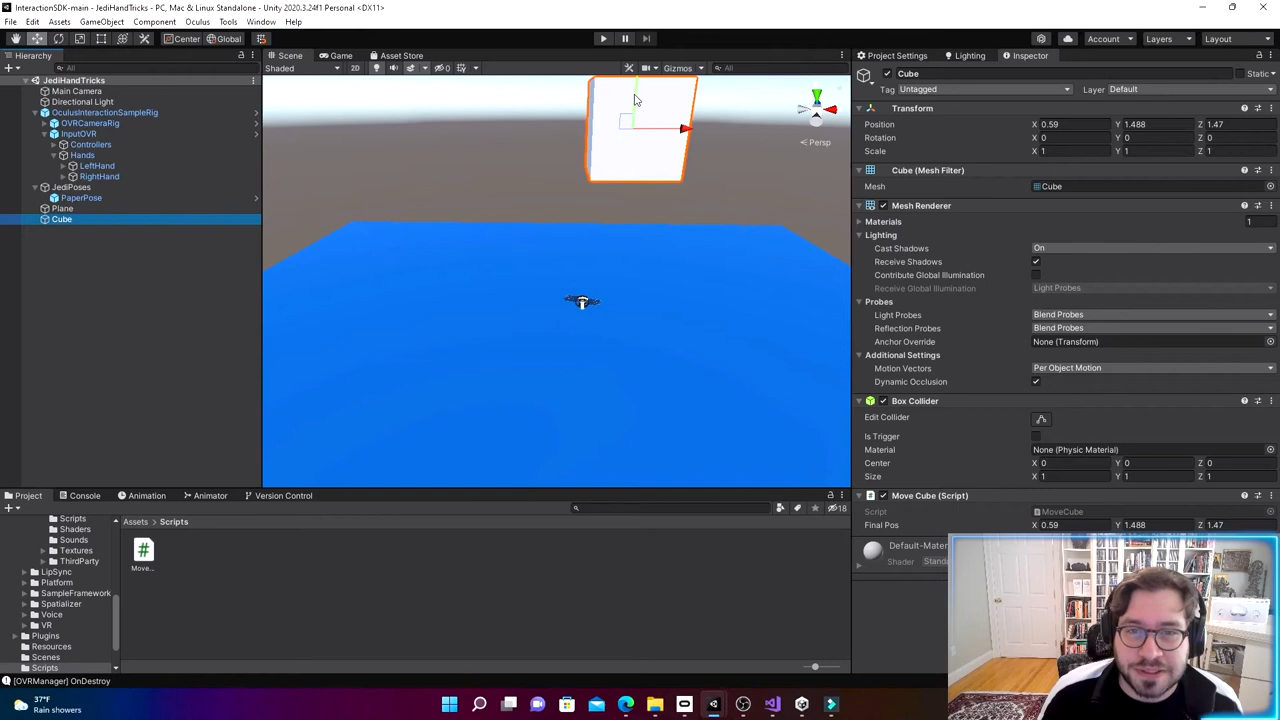 InteractionSDK-main - JediHandTricks - PC, Mac & Linux Standalone - Unity 2020.3.24f1 Personal <DX11>
File Edit Assets GameObject Component Oculus Tools Window Help
Center Global Account Layers Layout
Hierarchy
All
JediHandTricks
Main Camera
Directional Light
OculusInteractionSampleRig
OVRCameraRig
InputOVR
Controllers
Hands
LeftHand
RightHand
JediPoses
PaperPose
Plane
Cube
Scene Game Asset Store
Shaded 2D 0 Gizmos All
Persp
Project Settings Lighting Inspector
Cube Static
Tag Untagged Layer Default
Transform
Position X 0.59 Y 1.488 Z 1.47
Rotation X 0 Y 0 Z 0
Scale X 1 Y 1 Z 1
Cube (Mesh Filter)
Mesh Cube
Mesh Renderer
Materials 1
Lighting
Cast Shadows On
Receive Shadows
Contribute Global Illumination
Receive Global Illumination Light Probes
Probes
Light Probes Blend Probes
Reflection Probes Blend Probes
Anchor Override None (Transform)
Additional Settings
Motion Vectors Per Object Motion
Dynamic Occlusion
Box Collider
Edit Collider
Is Trigger
Material None (Physic Material)
Center X 0 Y 0 Z 0
Size X 1 Y 1 Z 1
Move Cube (Script)
Script MoveCube
Final Pos X 0.59 Y 1.488 Z 1.47
Default-Mater
Shader Standa
Project Console Animation Animator Version Control
18
Scripts
Shaders
Sounds
Textures
ThirdParty
LipSync
Platform
SampleFramework
Spatializer
Voice
VR
Plugins
Resources
Scenes
Scripts
Assets Scripts
#
Move...
[OVRManager] OnDestroy
37°F
Rain showers